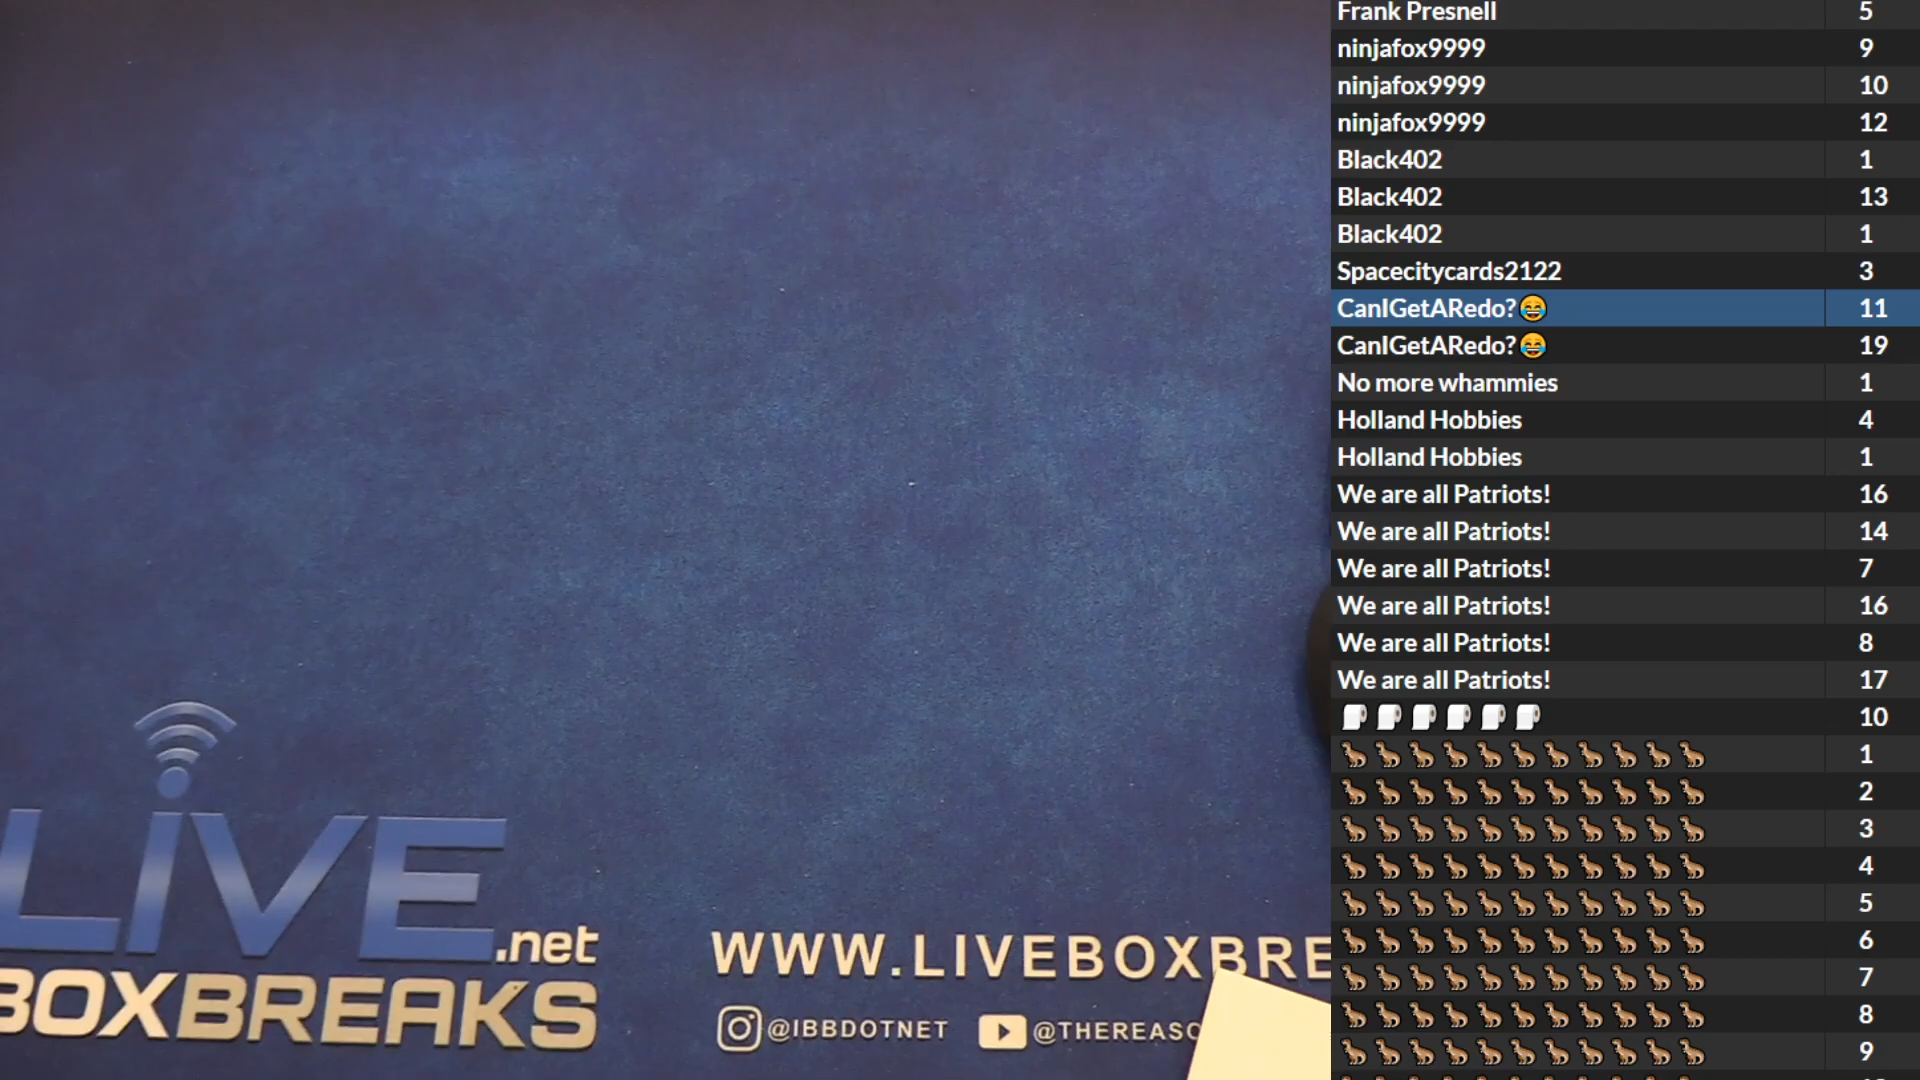 Frank Presnell 5
ninjafox9999 9
ninjafox9999 10
ninjafox9999 12
Black402 1
Black402 13
Black402 1
Spacecitycards2122 3
CanIGetARedo?😂 11
CanIGetARedo?😂 19
No more whammies 1
Holland Hobbies 4
Holland Hobbies 1
We are all Patriots! 16
We are all Patriots! 14
We are all Patriots! 7
We are all Patriots! 16
We are all Patriots! 8
We are all Patriots! 17
🧻🧻🧻🧻🧻🧻 10
🦖🦖🦖🦖🦖🦖🦖🦖🦖🦖🦖 1
🦖🦖🦖🦖🦖🦖🦖🦖🦖🦖🦖 2
🦖🦖🦖🦖🦖🦖🦖🦖🦖🦖🦖 3
🦖🦖🦖🦖🦖🦖🦖🦖🦖🦖🦖 4
🦖🦖🦖🦖🦖🦖🦖🦖🦖🦖🦖 5
🦖🦖🦖🦖🦖🦖🦖🦖🦖🦖🦖 6
🦖🦖🦖🦖🦖🦖🦖🦖🦖🦖🦖 7
🦖🦖🦖🦖🦖🦖🦖🦖🦖🦖🦖 8
🦖🦖🦖🦖🦖🦖🦖🦖🦖🦖🦖 9
LIVE
.net
BOXBREAKS
WWW.LIVEBOXBRE
@IBBDOTNET @THEREASO